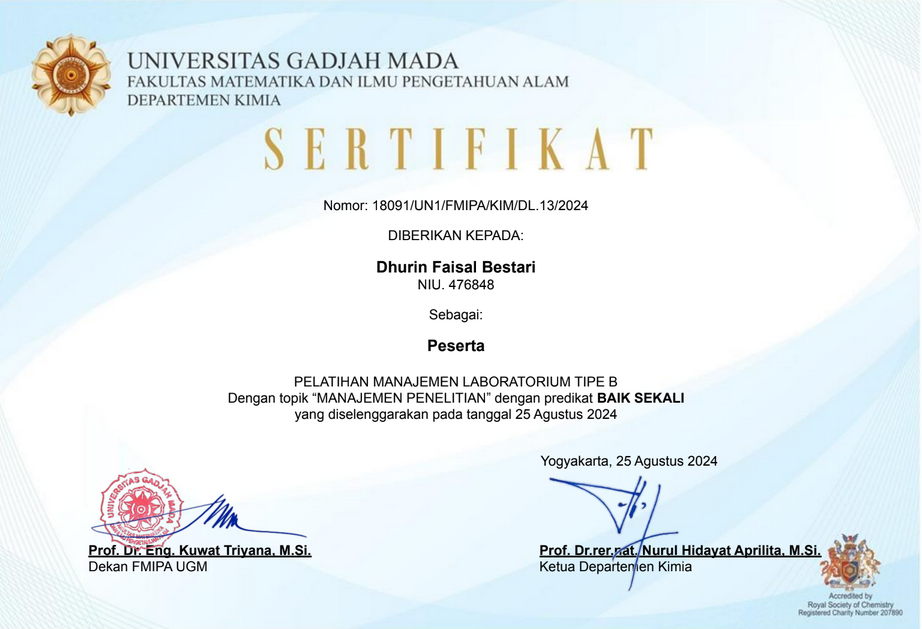 UNIVERSITAS GADJAH MADA
FAKULTAS MATEMATIKA DAN ILMU PENGETAHUAN ALAM
DEPARTEMEN KIMIA
SERTIFIKAT
Nomor: 18091/UN1/FMIPA/KIM/DL.13/2024
DIBERIKAN KEPADA:
Dhurin Faisal Bestari
NIU. 476848
Sebagai:
Peserta
PELATIHAN MANAJEMEN LABORATORIUM TIPE B
Dengan topik “MANAJEMEN PENELITIAN” dengan predikat BAIK SEKALI
yang diselenggarakan pada tanggal 25 Agustus 2024
Yogyakarta, 25 Agustus 2024
UNIVERSITAS GADJAH MADA
Prof. Dr. Eng. Kuwat Triyana, M.Si.
Dekan FMIPA UGM
Prof. Dr.rer.nat. Nurul Hidayat Aprilita, M.Si.
Ketua Departemen Kimia
Accredited by
Royal Society of Chemistry
Registered Charity Number 207890